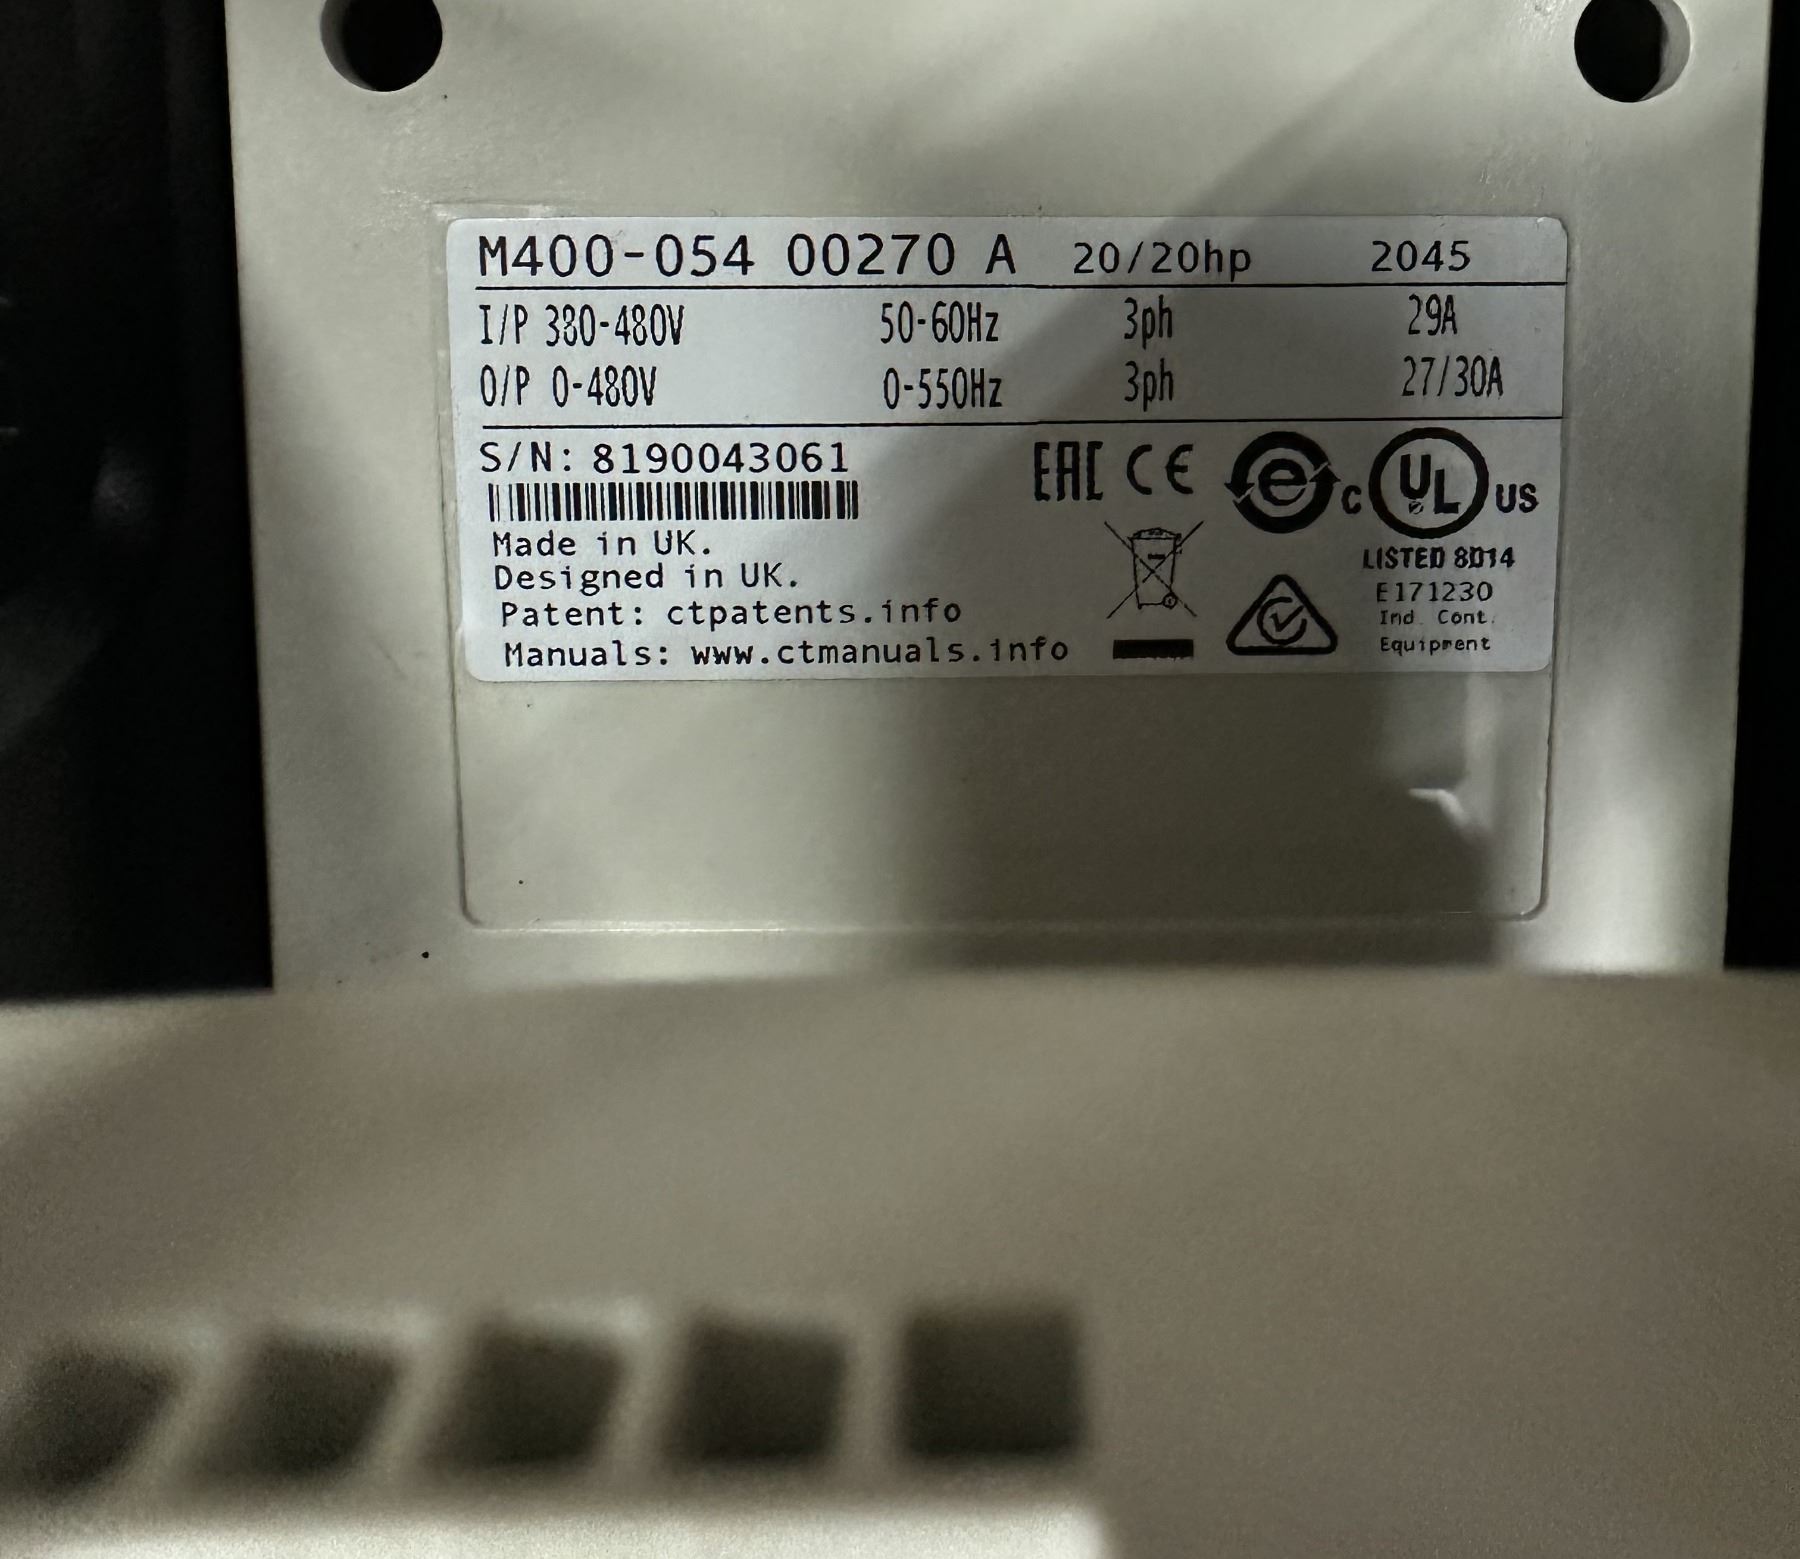 M400-054 00270 A 20/20hp 2045
I/P 380-480V 50-60Hz 3ph 29A
O/P 0-480V 0-550Hz 3ph 27/30A
S/N: 8190043061
EAC CE e c UL US
Made in UK.
Designed in UK.
LISTED 8D14
Patent: ctpatents.info
E171230
Ind. Cont.
Manuals: www.ctmanuals.info
Equipment